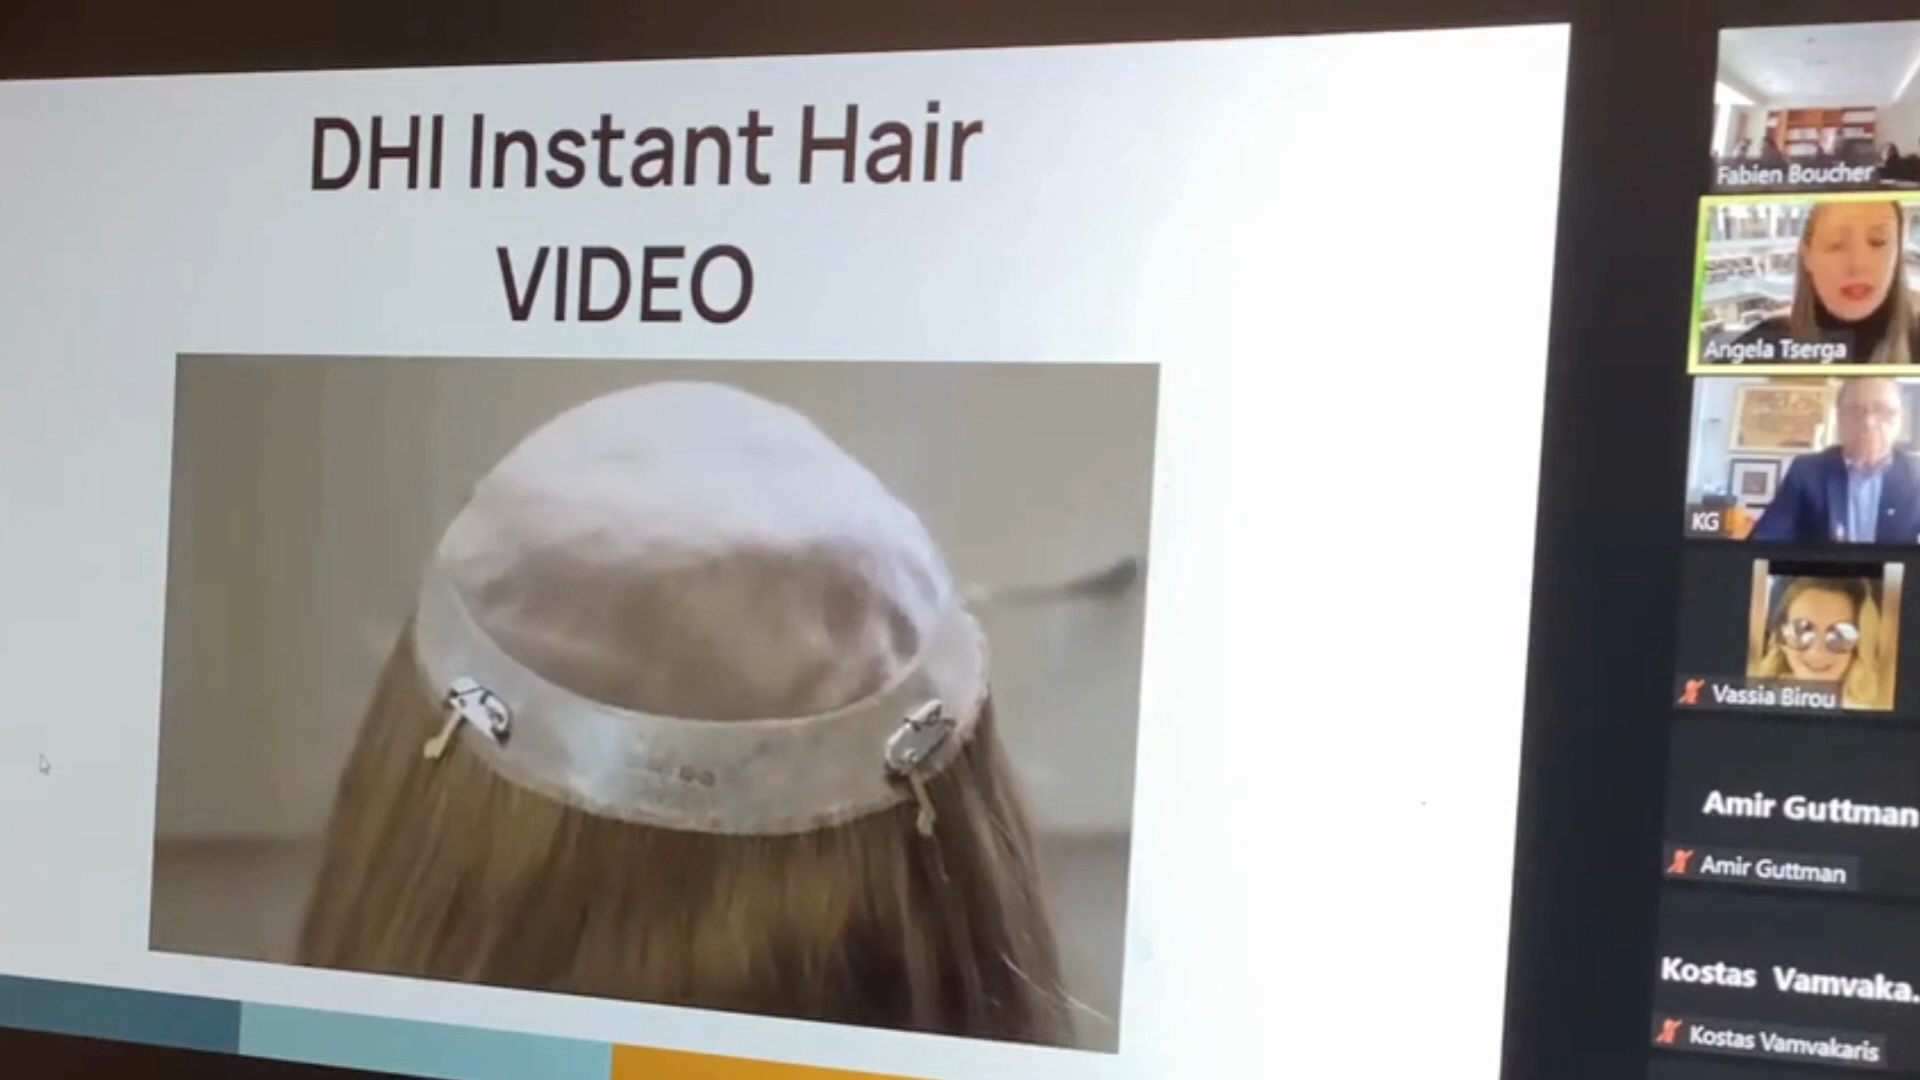 DHI Instant Hair
VIDEO
Fabien Boucher
Angela Tserga
KG
Vassia Birou
Amir Guttman
Amir Guttman
Kostas Vamvaka...
Kostas Vamvakaris